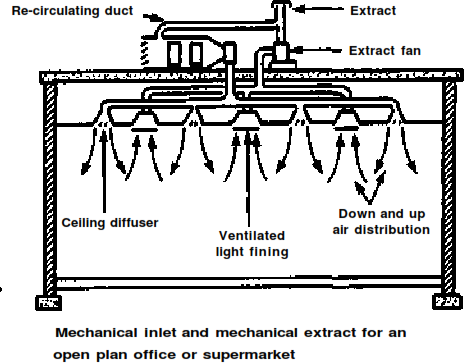 Re-circulating duct
Extract
Extract fan
Ceiling diffuser
Ventilated
light fining
Down and up
air distribution
Mechanical inlet and mechanical extract for an
open plan office or supermarket